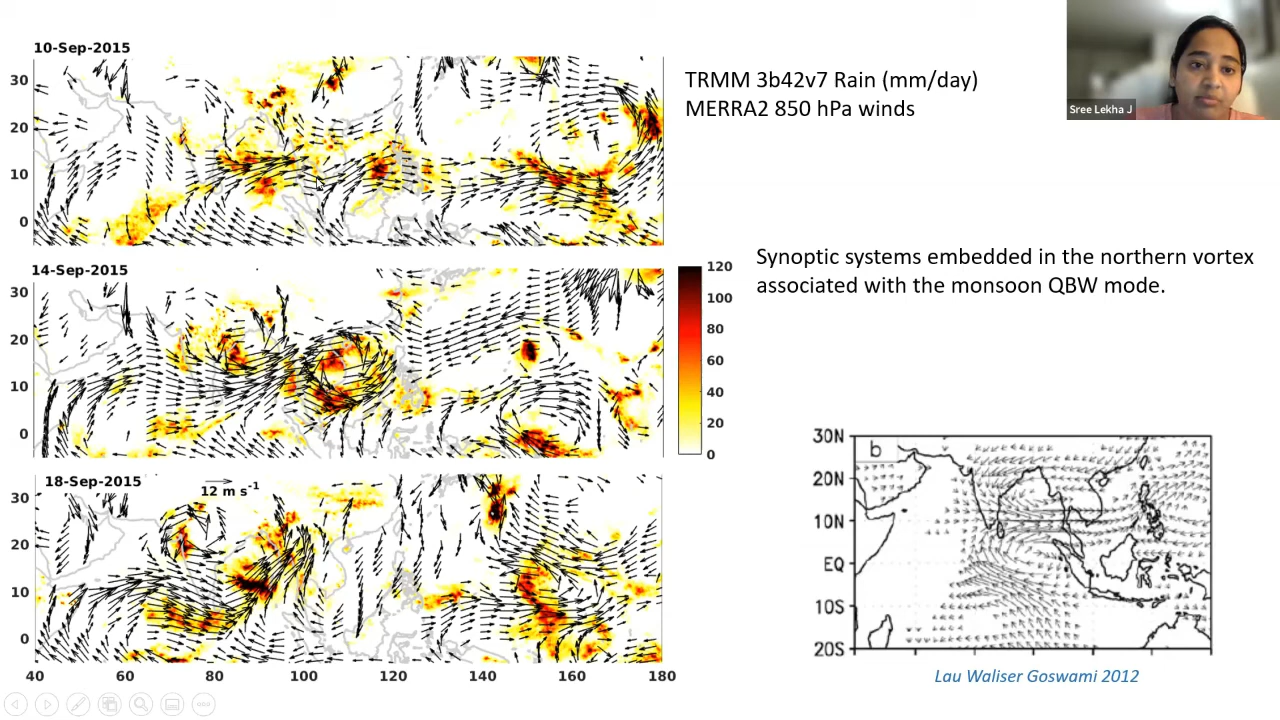 10-Sep-2015
30
20
10
0
TRMM 3b42v7 Rain (mm/day)
MERRA2 850 hPa winds
Sree Lekha J
14-Sep-2015
30
20
10
0
120
100
80
60
40
20
0
Synoptic systems embedded in the northern vortex
associated with the monsoon QBW mode.
18-Sep-2015
12 m s⁻¹
30
20
10
0
40
60
80
100
120
140
160
180
b
30N
20N
10N
EQ
10S
20S
Lau Waliser Goswami 2012